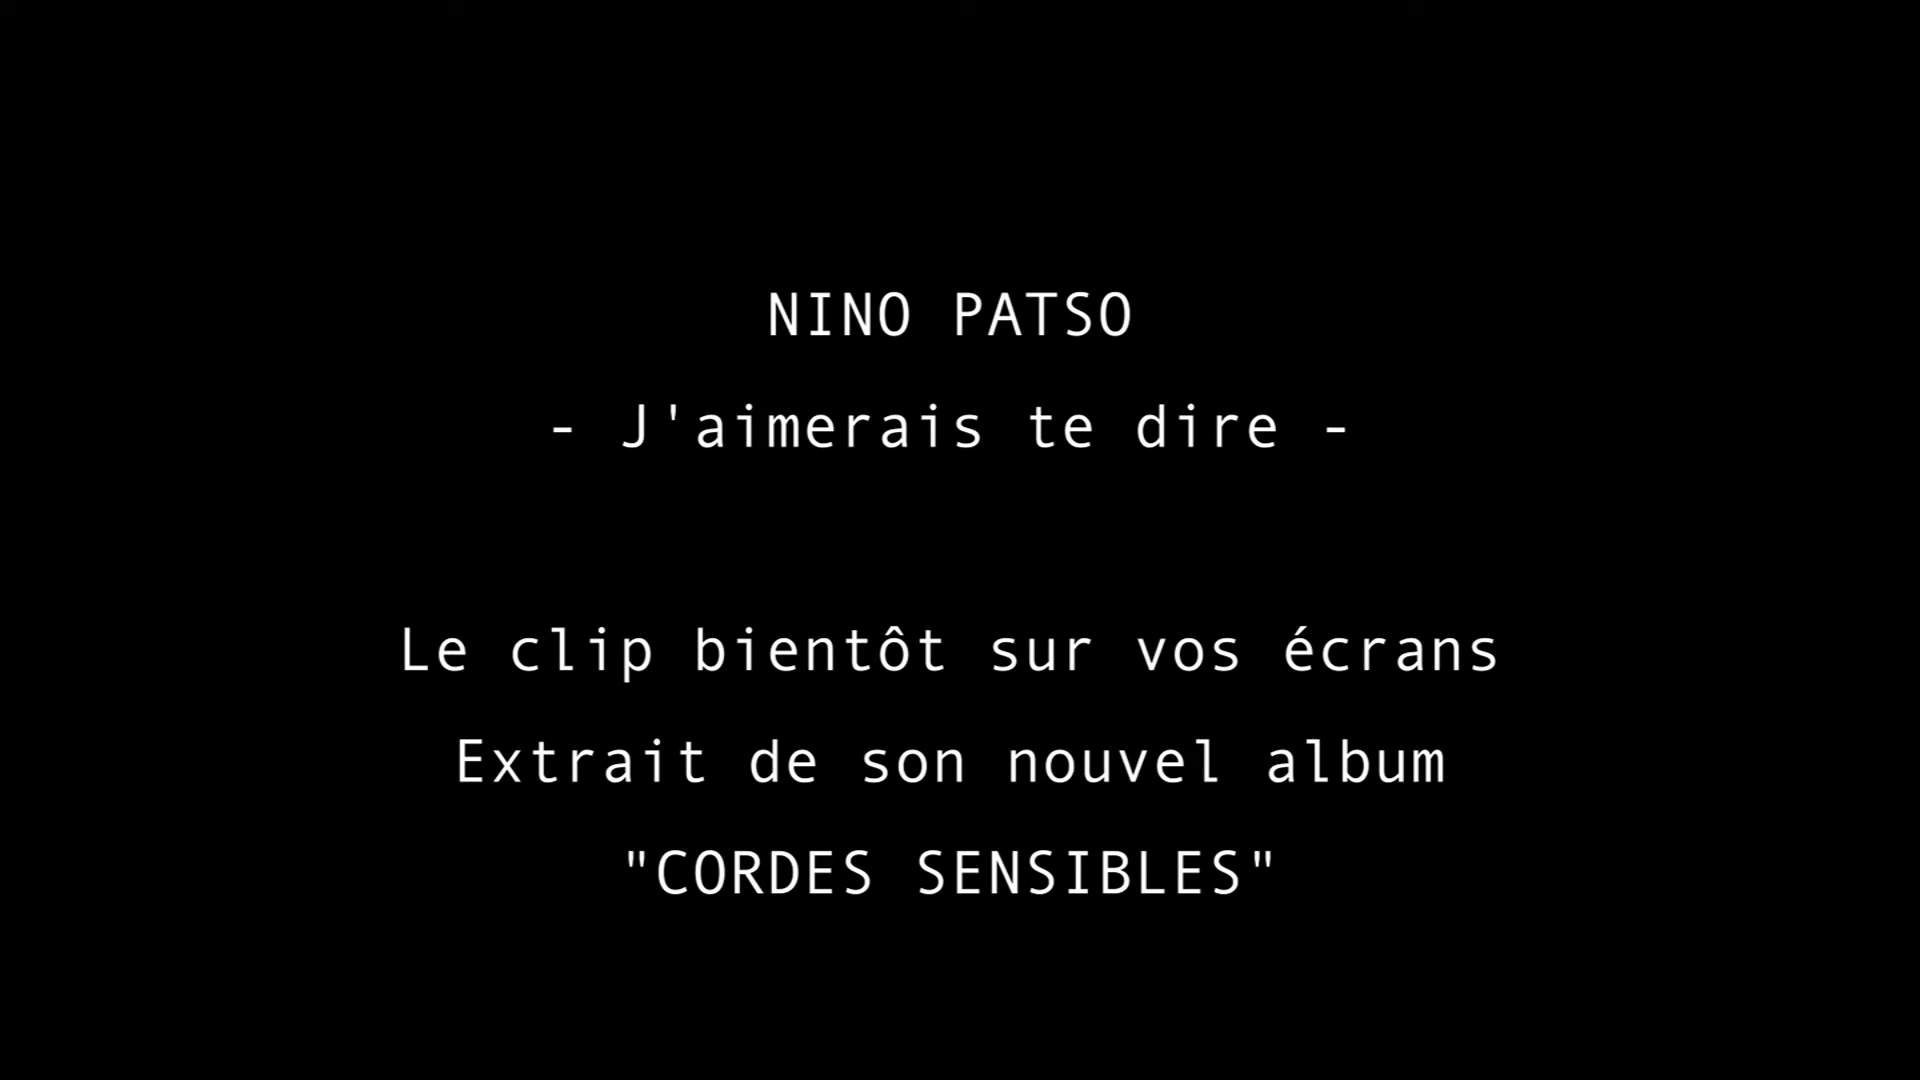 NINO PATSO
- J'aimerais te dire -
Le clip bientôt sur vos écrans
Extrait de son nouvel album
"CORDES SENSIBLES"